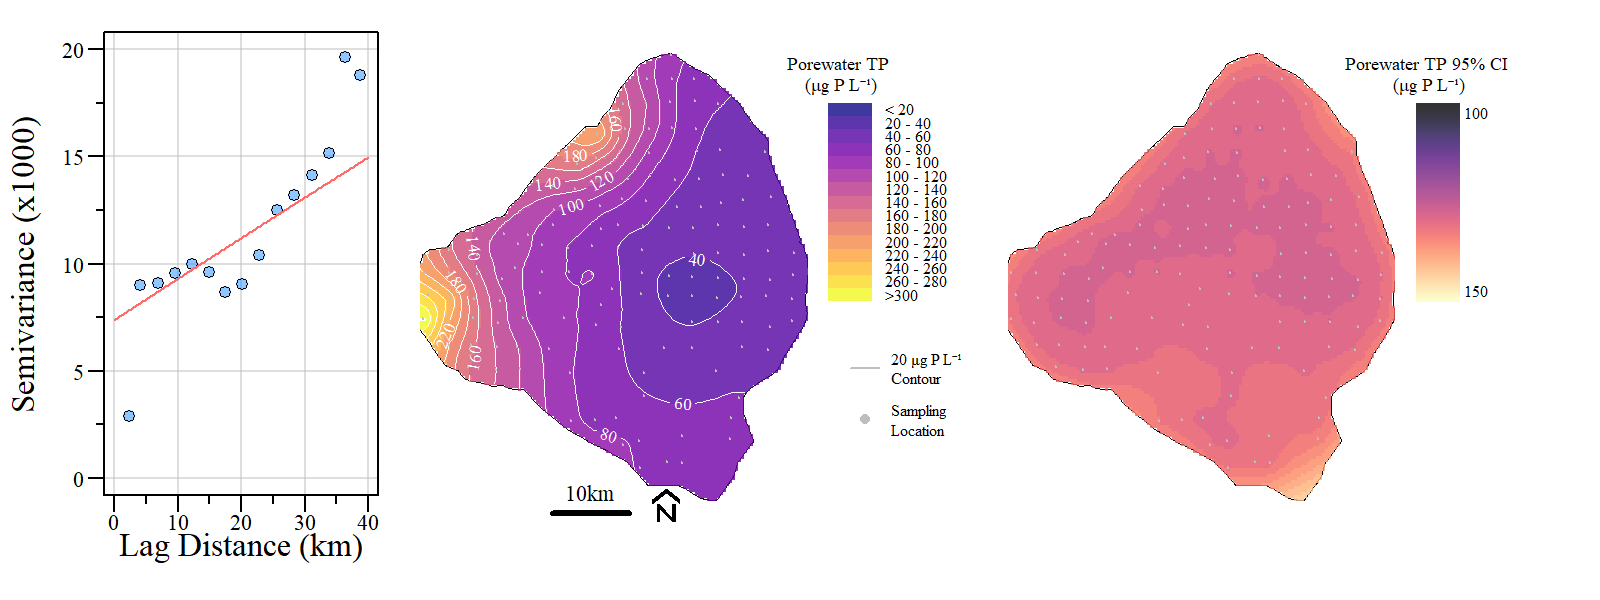 20
15
10
5
0
Semivariance (x1000)
0 10 20 30 40
Lag Distance (km)
160
180
140
120
100
140
180
220
160
40
60
80
10km
N
Porewater TP
(µg P L⁻¹)
< 20
20 - 40
40 - 60
60 - 80
80 - 100
100 - 120
120 - 140
140 - 160
160 - 180
180 - 200
200 - 220
220 - 240
240 - 260
260 - 280
>300
20 µg P L⁻¹
Contour
Sampling
Location
Porewater TP 95% CI
(µg P L⁻¹)
100
150